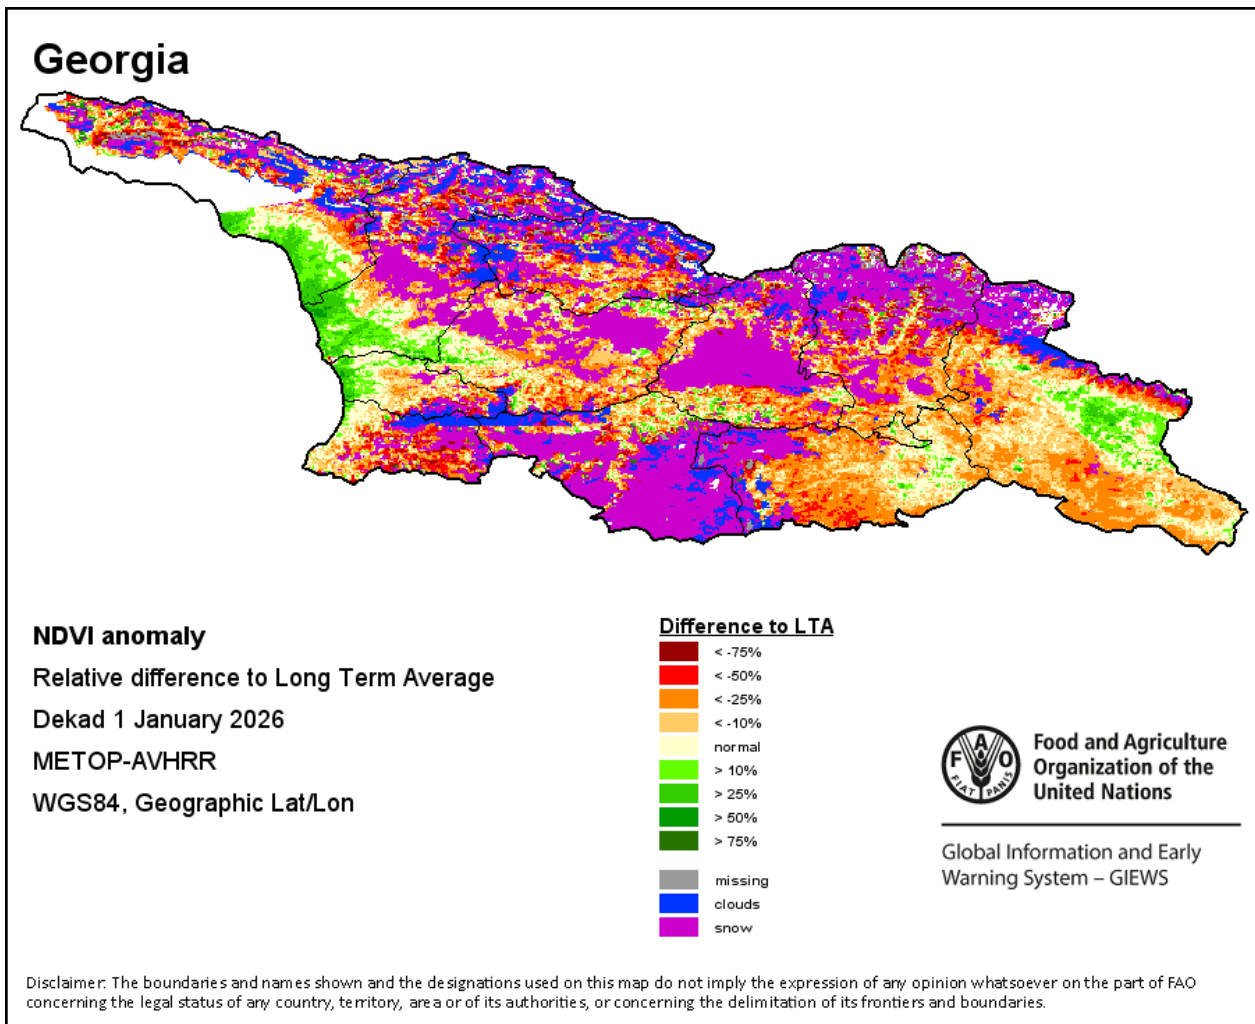 Georgia
NDVI anomaly
Relative difference to Long Term Average
Dekad 1 January 2026
METOP-AVHRR
WGS84, Geographic Lat/Lon
Difference to LTA
< -75%
< -50%
< -25%
< -10%
normal
> 10%
> 25%
> 50%
> 75%
missing
clouds
snow
F A O
FIAT PANIS
Food and Agriculture
Organization of the
United Nations
Global Information and Early
Warning System – GIEWS
Disclaimer: The boundaries and names shown and the designations used on this map do not imply the expression of any opinion whatsoever on the part of FAO
concerning the legal status of any country, territory, area or of its authorities, or concerning the delimitation of its frontiers and boundaries.